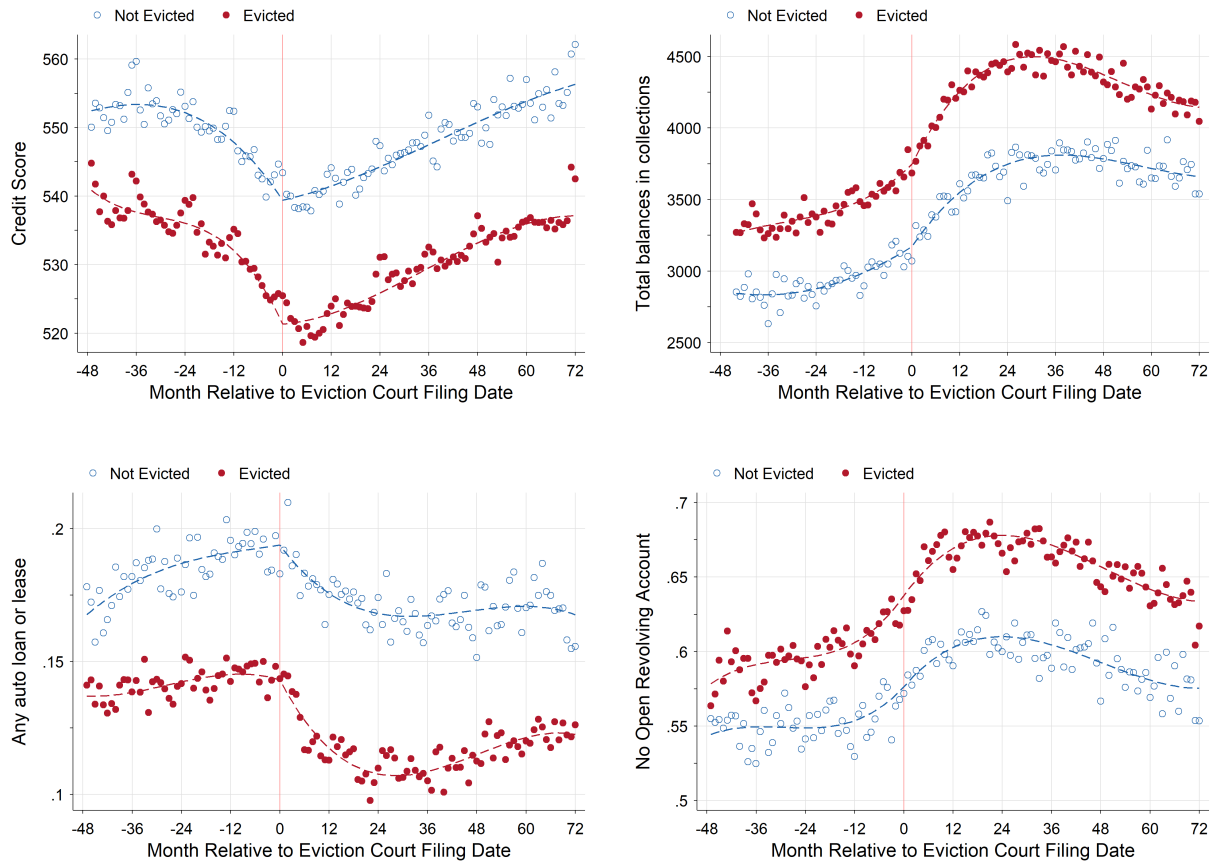 Not Evicted Evicted
560
550
540
530
520
Credit Score
-48 -36 -24 -12 0 12 24 36 48 60 72
Month Relative to Eviction Court Filing Date
Not Evicted Evicted
4500
4000
3500
3000
2500
Total balances in collections
-48 -36 -24 -12 0 12 24 36 48 60 72
Month Relative to Eviction Court Filing Date
Not Evicted Evicted
.2
.15
.1
Any auto loan or lease
-48 -36 -24 -12 0 12 24 36 48 60 72
Month Relative to Eviction Court Filing Date
Not Evicted Evicted
.7
.65
.6
.55
.5
No Open Revolving Account
-48 -36 -24 -12 0 12 24 36 48 60 72
Month Relative to Eviction Court Filing Date